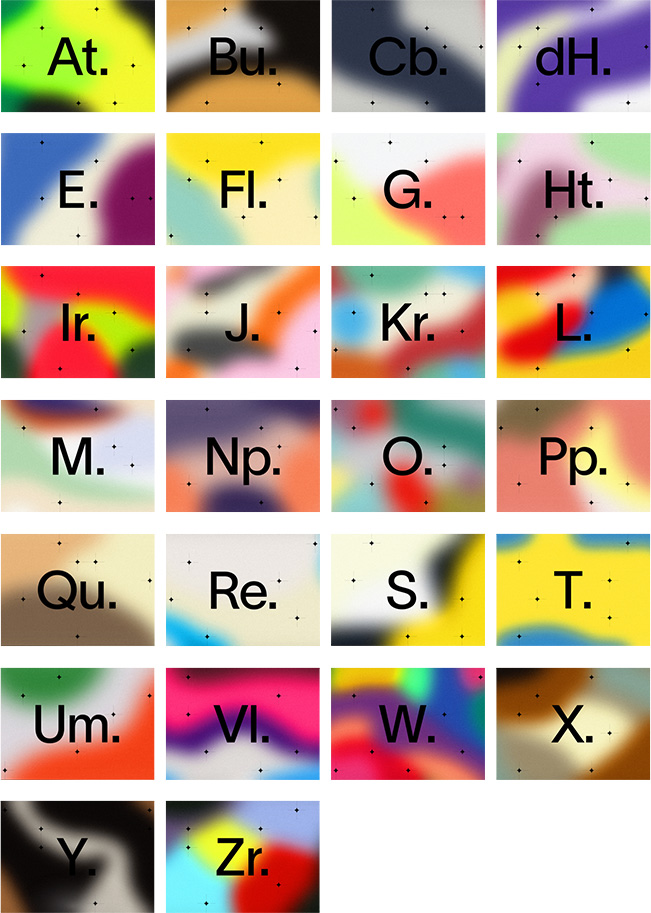 At. Bu. Cb. dH.
E. Fl. G. Ht.
Ir. J. Kr. L.
M. Np. O. Pp.
Qu. Re. S. T.
Um. Vl. W. X.
Y. Zr.